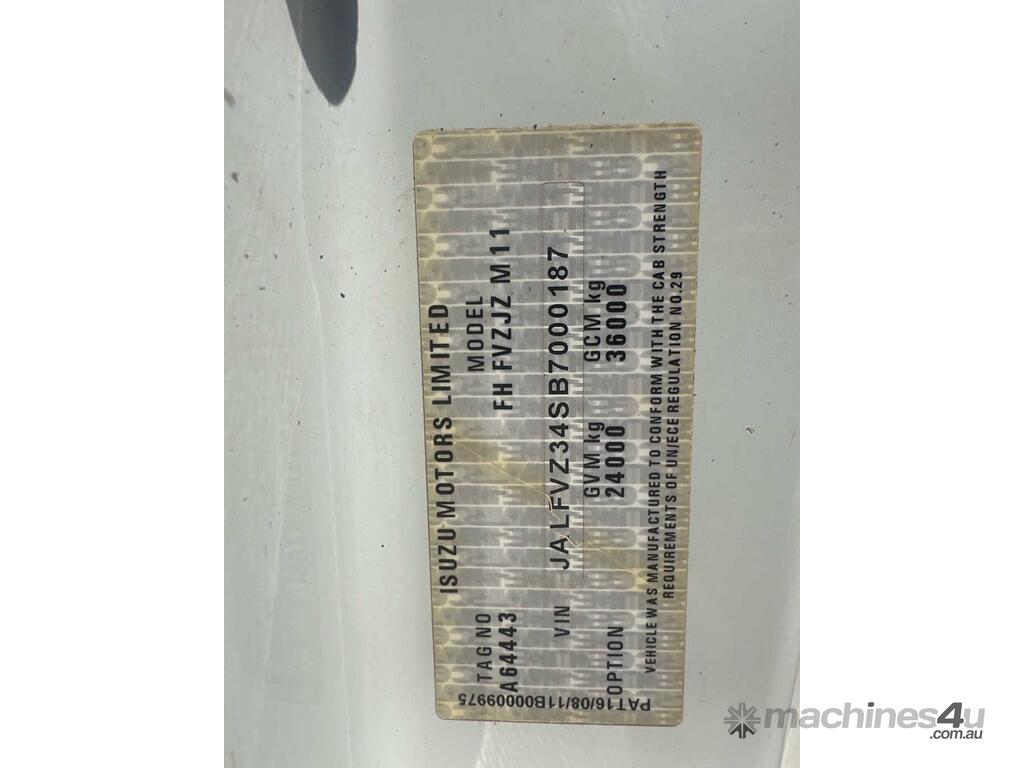 ISUZU MOTORS LIMITED
TAG NO MODEL
A64443 FH FVZJZ M11
VIN JALFVZ34SB7000187
GVM kg GCM kg
OPTION 24000 36000
VEHICLE WAS MANUFACTURED TO CONFORM WITH THE CAB STRENGTH
REQUIREMENTS OF UN/ECE REGULATION NO.29
PAT16/08/11B00009975
machines4u
.com.au